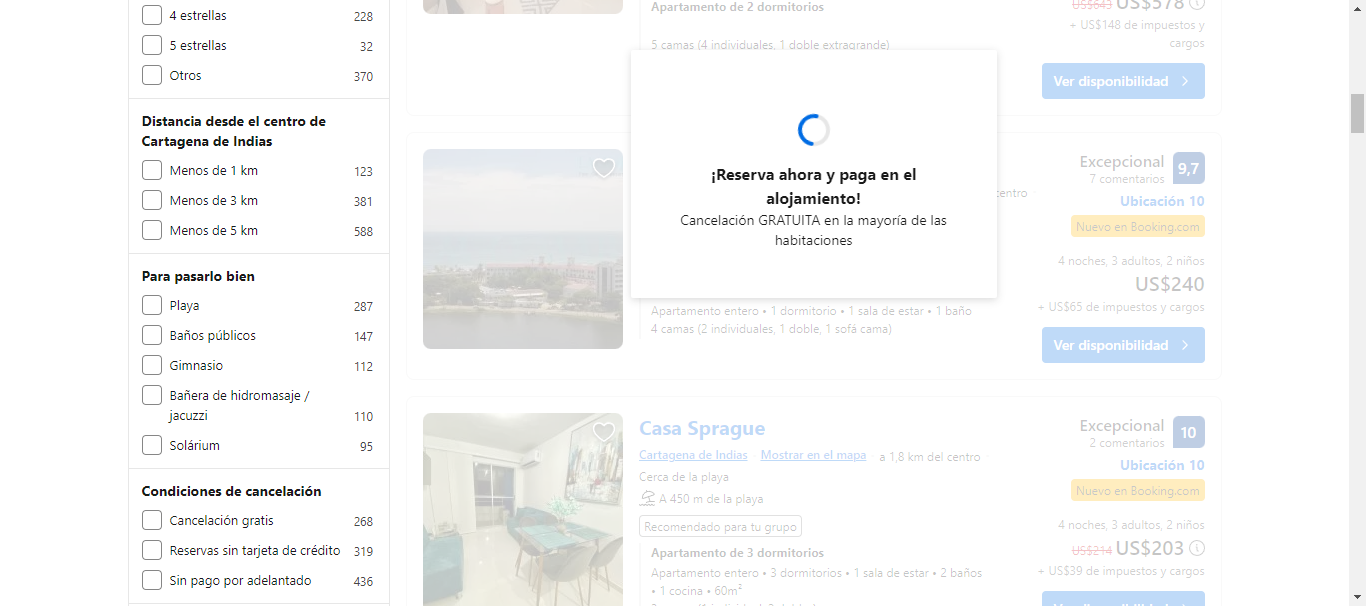 4 estrellas 228
5 estrellas 32
Otros 370
Distancia desde el centro de
Cartagena de Indias
Menos de 1 km 123
Menos de 3 km 381
Menos de 5 km 588
Para pasarlo bien
Playa 287
Baños públicos 147
Gimnasio 112
Bañera de hidromasaje /
jacuzzi 110
Solárium 95
Condiciones de cancelación
Cancelación gratis 268
Reservas sin tarjeta de crédito 319
Sin pago por adelantado 436
Apartamento de 2 dormitorios
5 camas (4 individuales, 1 doble extragrande)
US$643 US$578
+ US$148 de impuestos y
cargos
Ver disponibilidad
¡Reserva ahora y paga en el
alojamiento!
Cancelación GRATUITA en la mayoría de las
habitaciones
centro
Excepcional 9,7
7 comentarios
Ubicación 10
Nuevo en Booking.com
Apartamento entero • 1 dormitorio • 1 sala de estar • 1 baño
4 camas (2 individuales, 1 doble, 1 sofá cama)
4 noches, 3 adultos, 2 niños
US$240
+ US$65 de impuestos y cargos
Ver disponibilidad
Casa Sprague
Cartagena de Indias Mostrar en el mapa a 1,8 km del centro
Cerca de la playa
A 450 m de la playa
Recomendado para tu grupo
Apartamento de 3 dormitorios
Apartamento entero • 3 dormitorios • 1 sala de estar • 2 baños
• 1 cocina • 60m²
Excepcional 10
2 comentarios
Ubicación 10
Nuevo en Booking.com
4 noches, 3 adultos, 2 niños
US$214 US$203
+ US$39 de impuestos y cargos